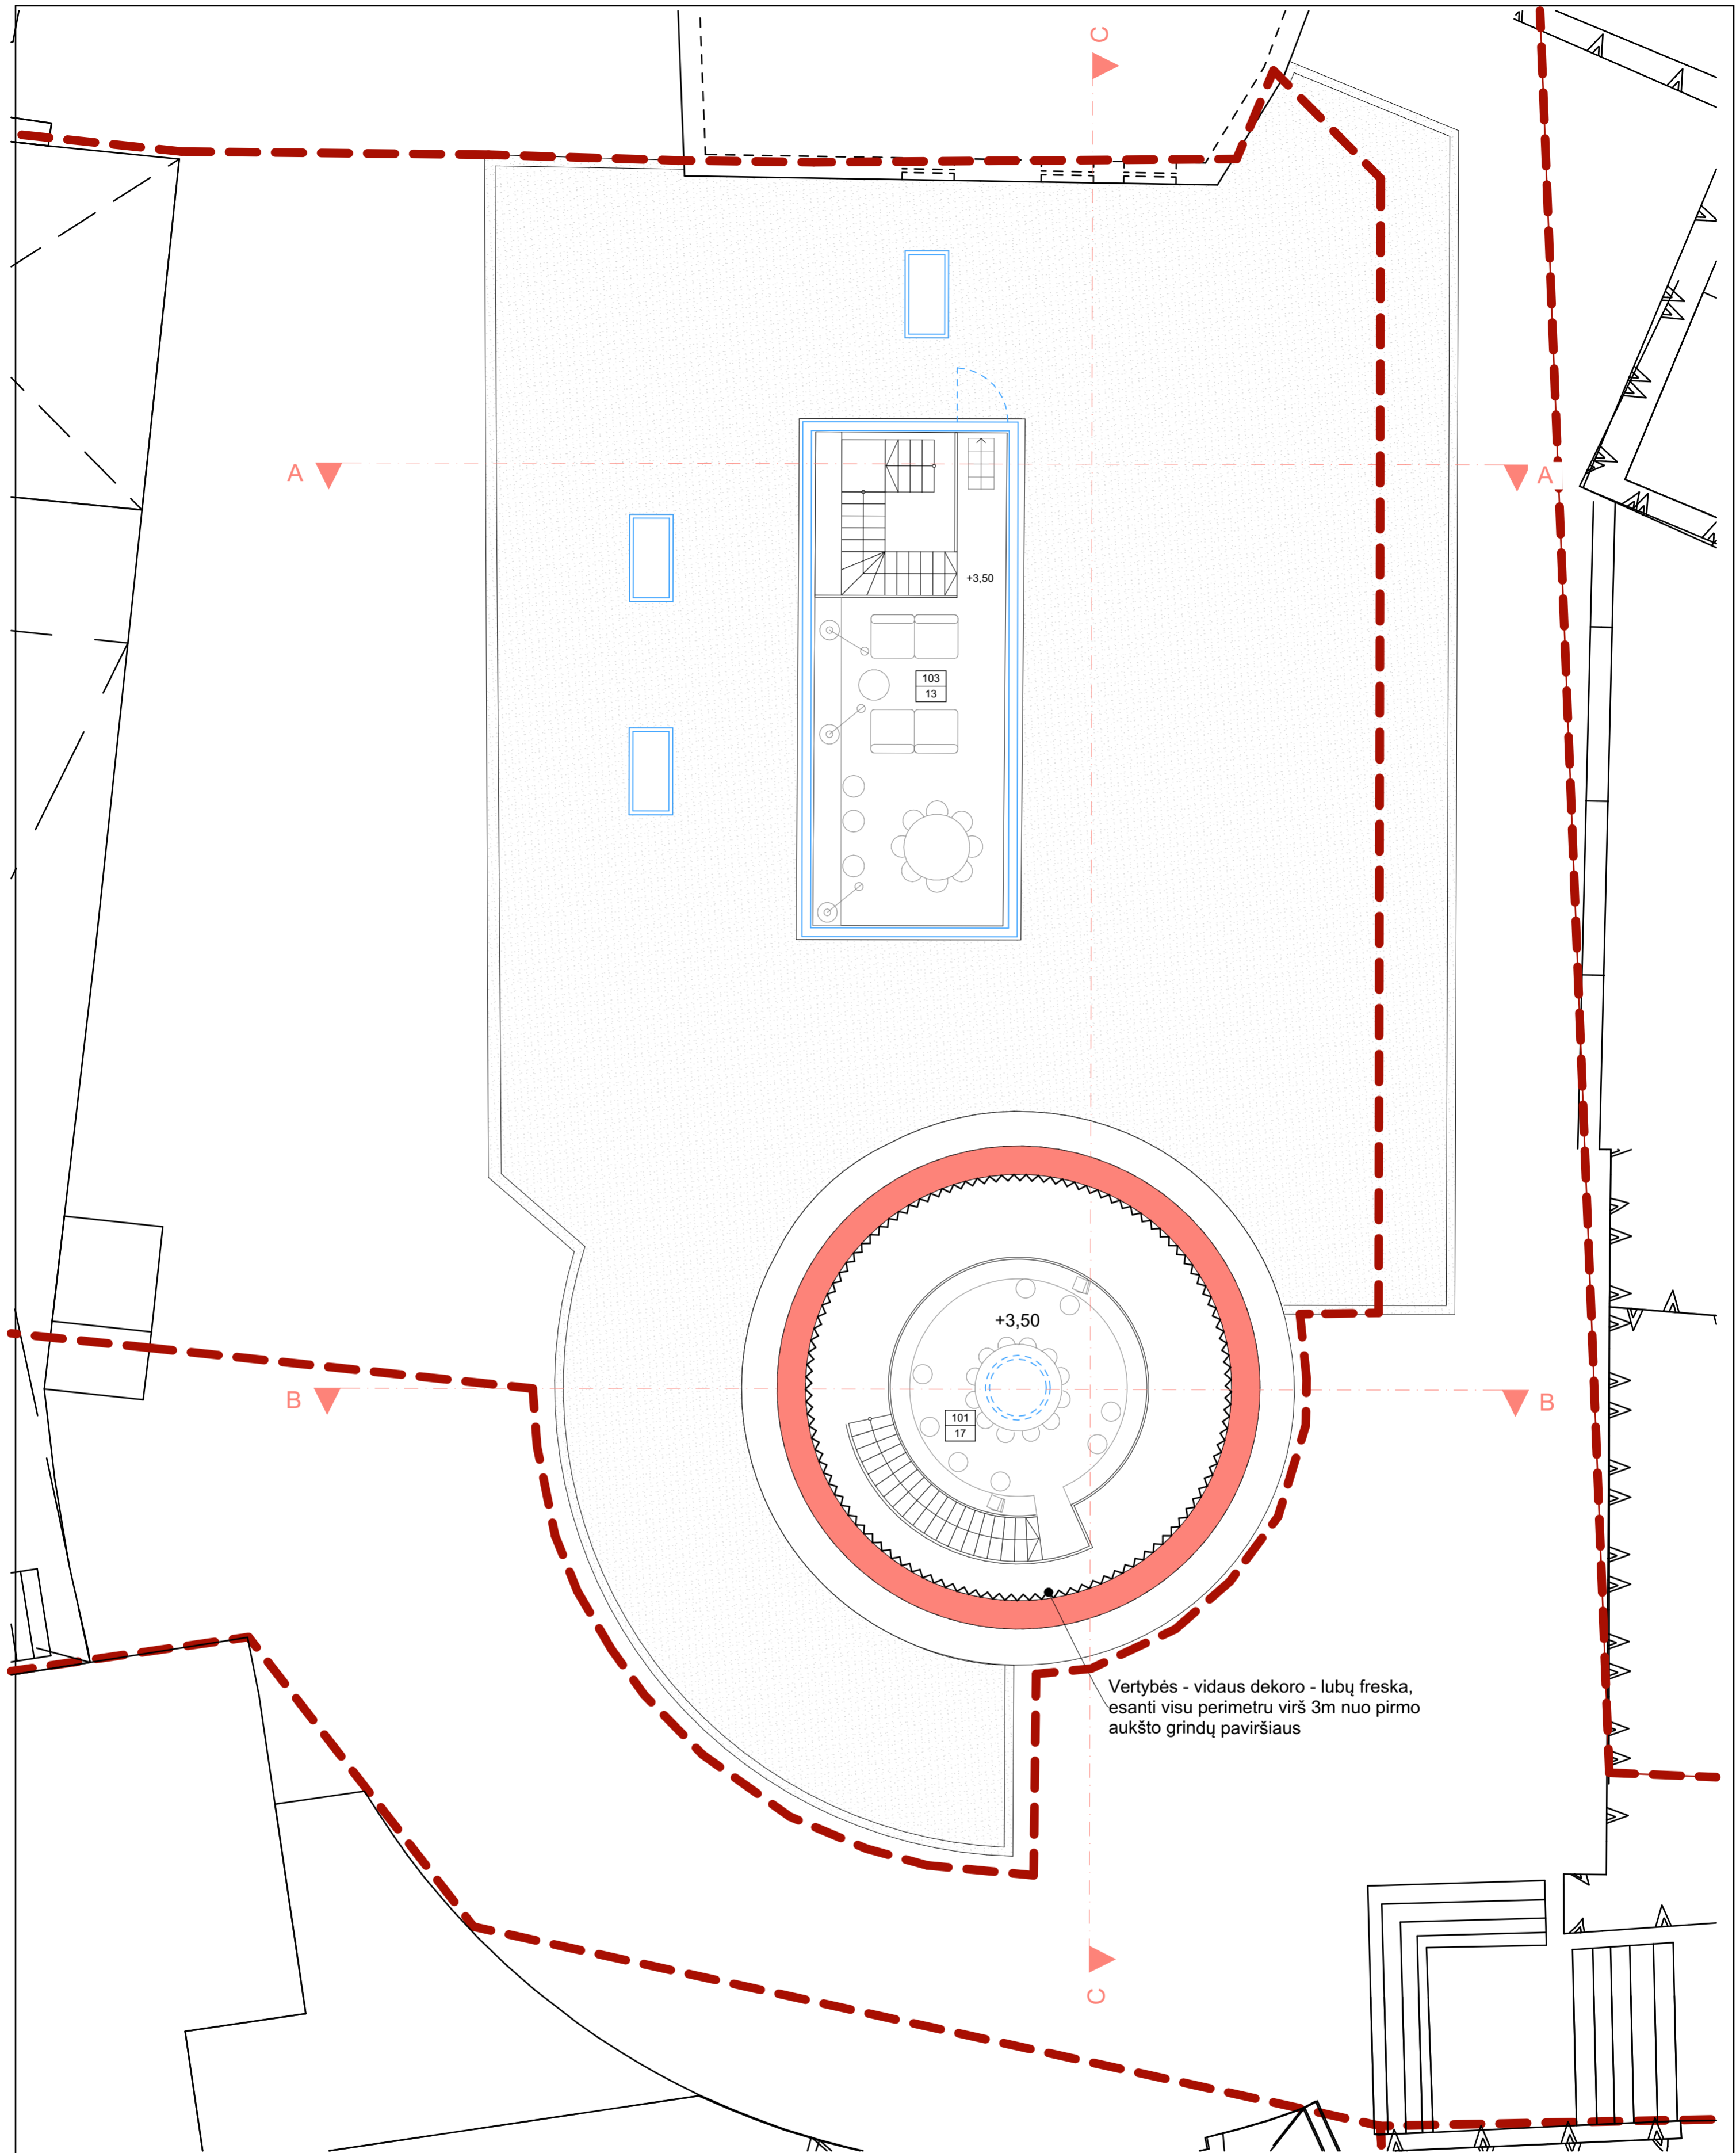 C
A
A
+3,50
103
13
+3,50
B
B
101
17
Vertybės - vidaus dekoro - lubų freska,
esanti visu perimetru virš 3m nuo pirmo
aukšto grindų paviršiaus
C